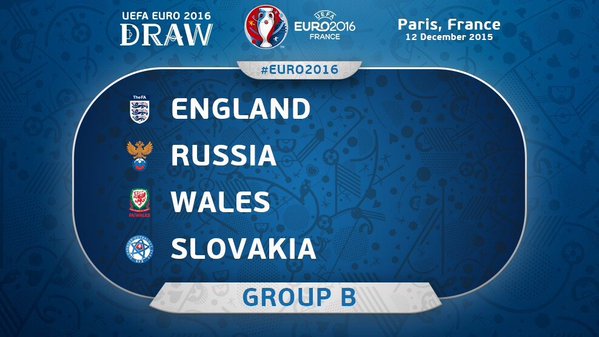 UEFA EURO 2016
DRAW
UEFA
EURO2016
FRANCE
Paris, France
12 December 2015
#EURO2016
TheFA
ENGLAND
RUSSIA
WALES
SLOVAKIA
GROUP B